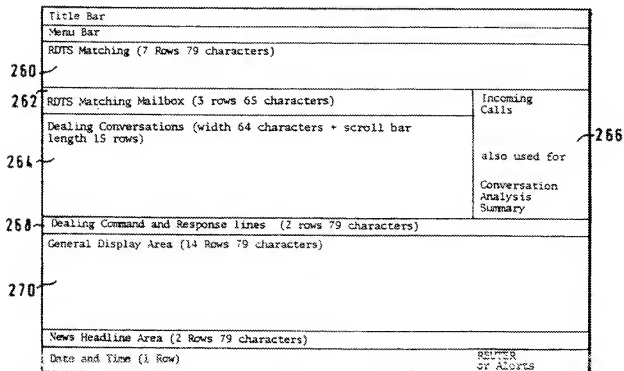 Title Bar
Menu Bar
RDTS Matching (7 Rows 79 characters)
260
262
RDTS Matching Mailbox (3 rows 65 characters)
Incoming
Calls
Dealing Conversations (width 64 characters + scroll bar
length 15 rows)
266
264
also used for
Conversation
Analysis
Summary
268
Dealing Command and Response lines (2 rows 79 characters)
General Display Area (14 Rows 79 characters)
270
News Headline Area (2 Rows 79 characters)
Date and Time (1 Row)
REUTER
or Alerts